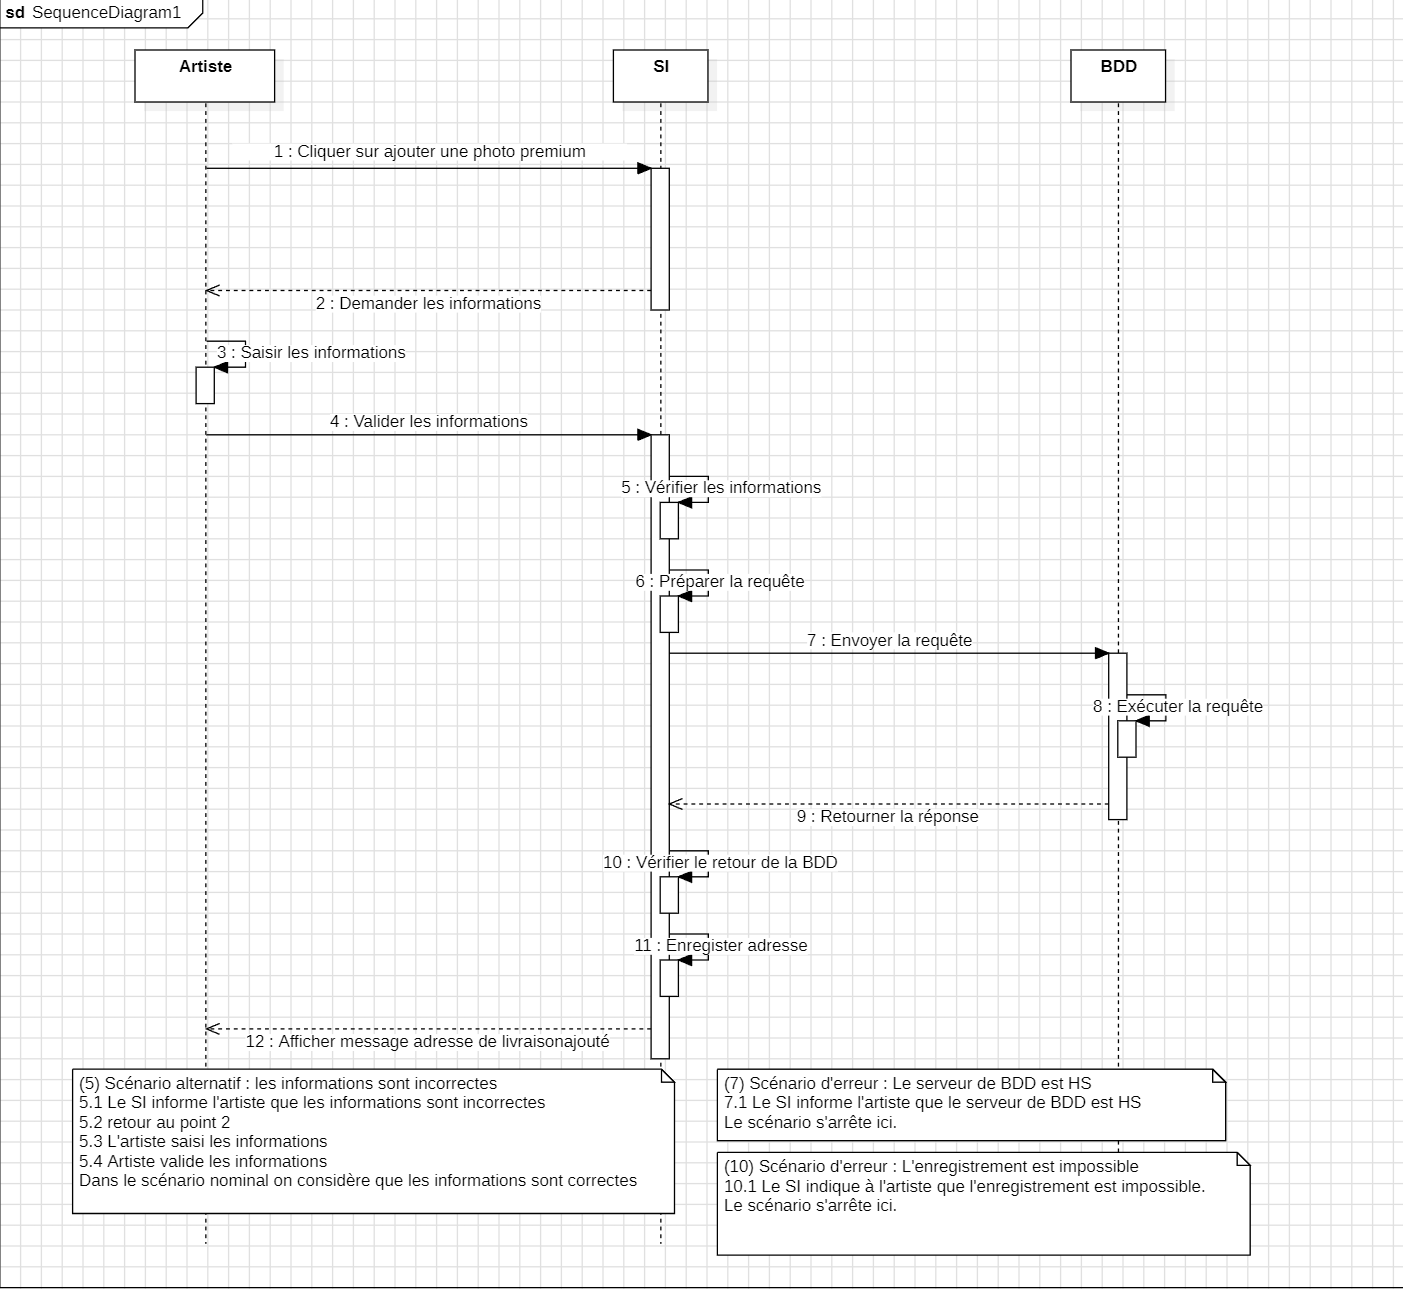 sd SequenceDiagram1
Artiste
SI
BDD
1 : Cliquer sur ajouter une photo premium
2 : Demander les informations
3 : Saisir les informations
4 : Valider les informations
5 : Vérifier les informations
6 : Préparer la requête
7 : Envoyer la requête
8 : Exécuter la requête
9 : Retourner la réponse
10 : Vérifier le retour de la BDD
11 : Enregister adresse
12 : Afficher message adresse de livraisonajouté
(5) Scénario alternatif : les informations sont incorrectes
5.1 Le SI informe l'artiste que les informations sont incorrectes
5.2 retour au point 2
5.3 L'artiste saisi les informations
5.4 Artiste valide les informations
Dans le scénario nominal on considère que les informations sont correctes
(7) Scénario d'erreur : Le serveur de BDD est HS
7.1 Le SI informe l'artiste que le serveur de BDD est HS
Le scénario s'arrête ici.
(10) Scénario d'erreur : L'enregistrement est impossible
10.1 Le SI indique à l'artiste que l'enregistrement est impossible.
Le scénario s'arrête ici.